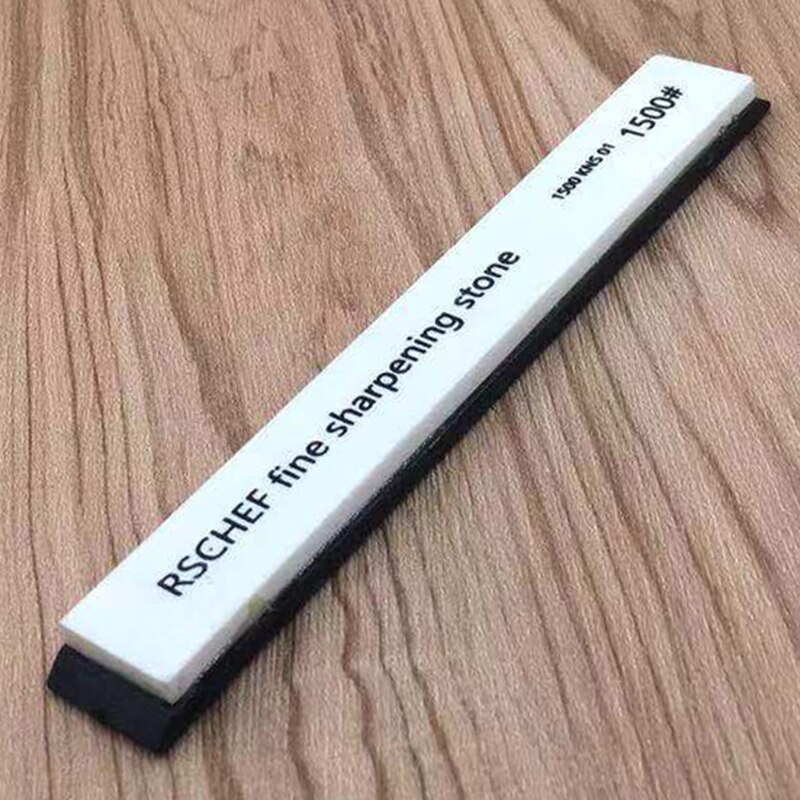 RSCHEF fine sharpening stone
1500 KNS 01
1500#